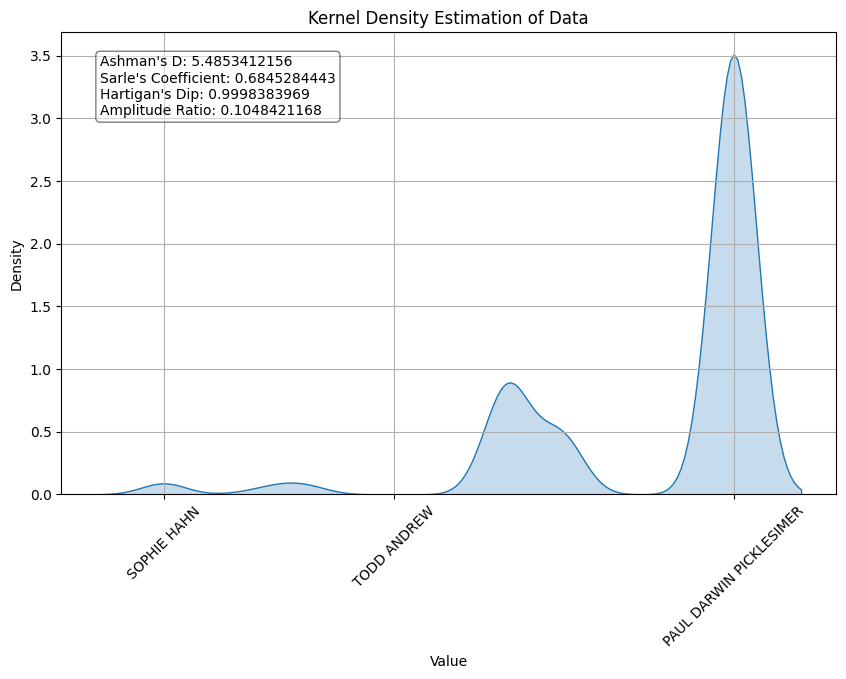 Kernel Density Estimation of Data
Ashman's D: 5.4853412156
Sarle's Coefficient: 0.6845284443
Hartigan's Dip: 0.9998383969
Amplitude Ratio: 0.1048421168
3.5
3.0
2.5
2.0
1.5
1.0
0.5
0.0
Density
SOPHIE HAHN
TODD ANDREW
PAUL DARWIN PICKLESIMER
Value